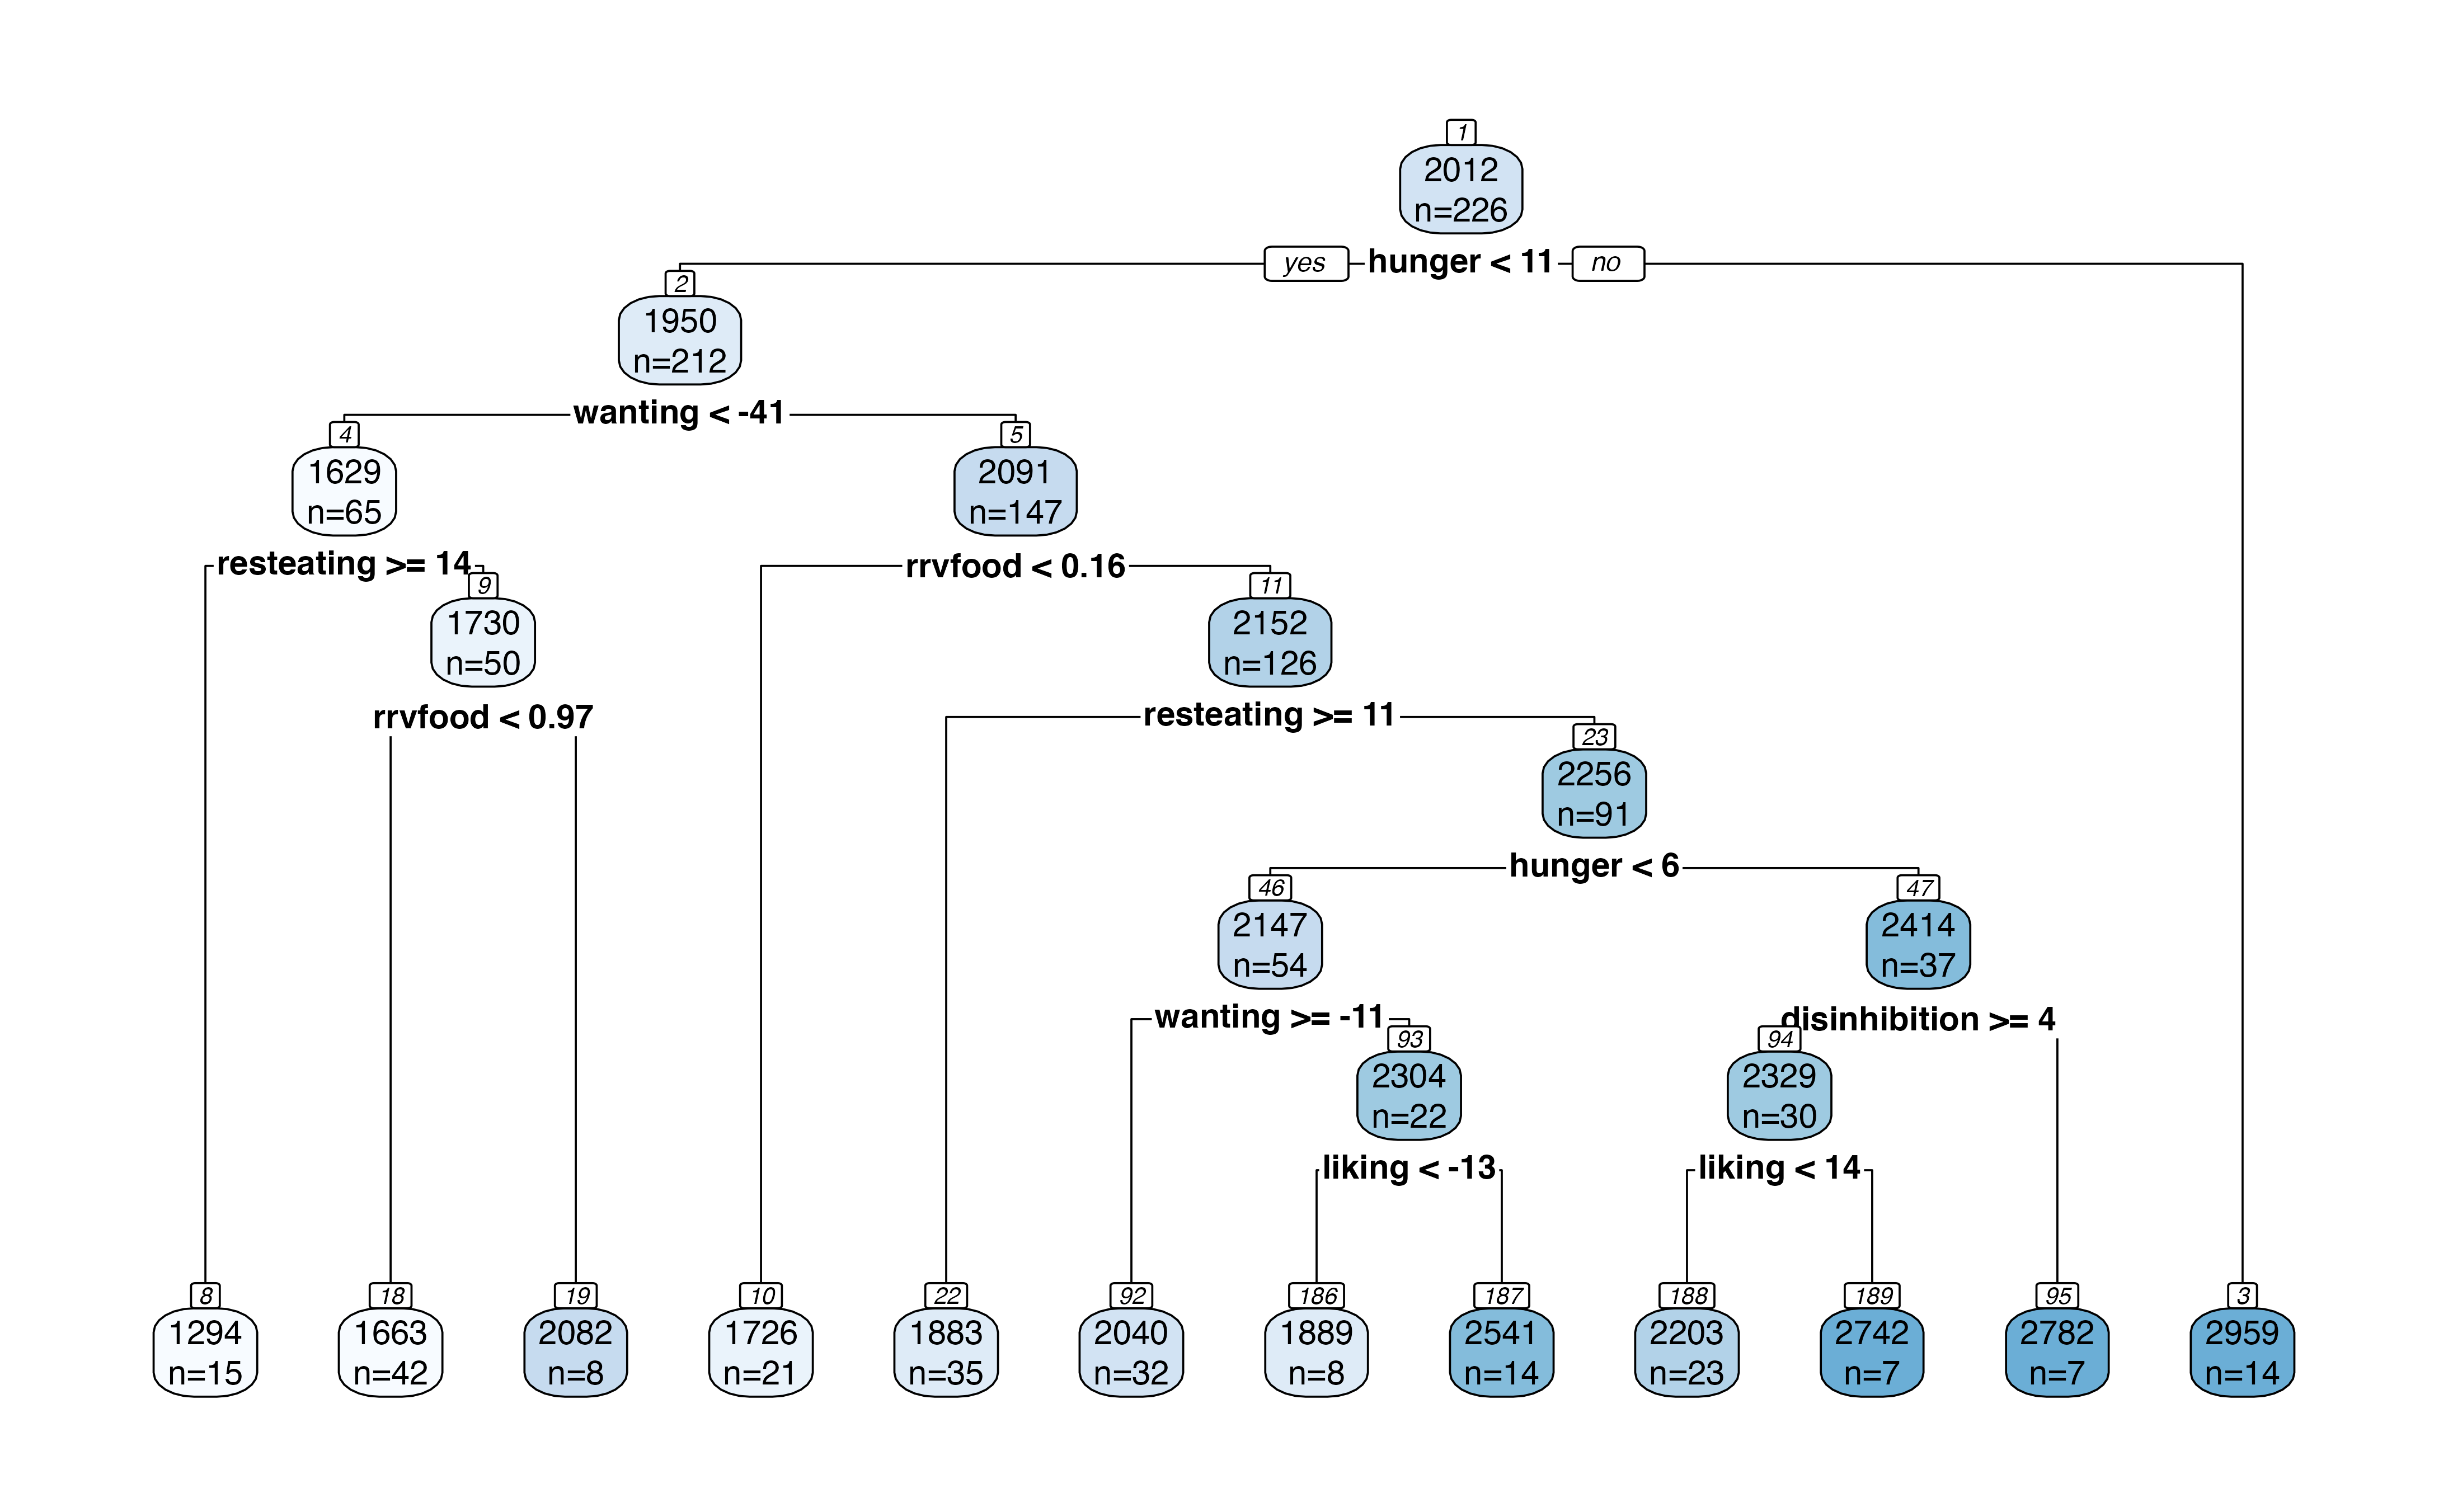 1
2012
n=226
yes hunger < 11 no
2
1950
n=212
wanting < -41
4
1629
n=65
5
2091
n=147
resteating >= 14
rrvfood < 0.16
9
1730
n=50
11
2152
n=126
rrvfood < 0.97
resteating >= 11
23
2256
n=91
hunger < 6
46
2147
n=54
47
2414
n=37
wanting >= -11
disinhibition >= 4
93
2304
n=22
94
2329
n=30
liking < -13
liking < 14
8
1294
n=15
18
1663
n=42
19
2082
n=8
10
1726
n=21
22
1883
n=35
92
2040
n=32
186
1889
n=8
187
2541
n=14
188
2203
n=23
189
2742
n=7
95
2782
n=7
3
2959
n=14